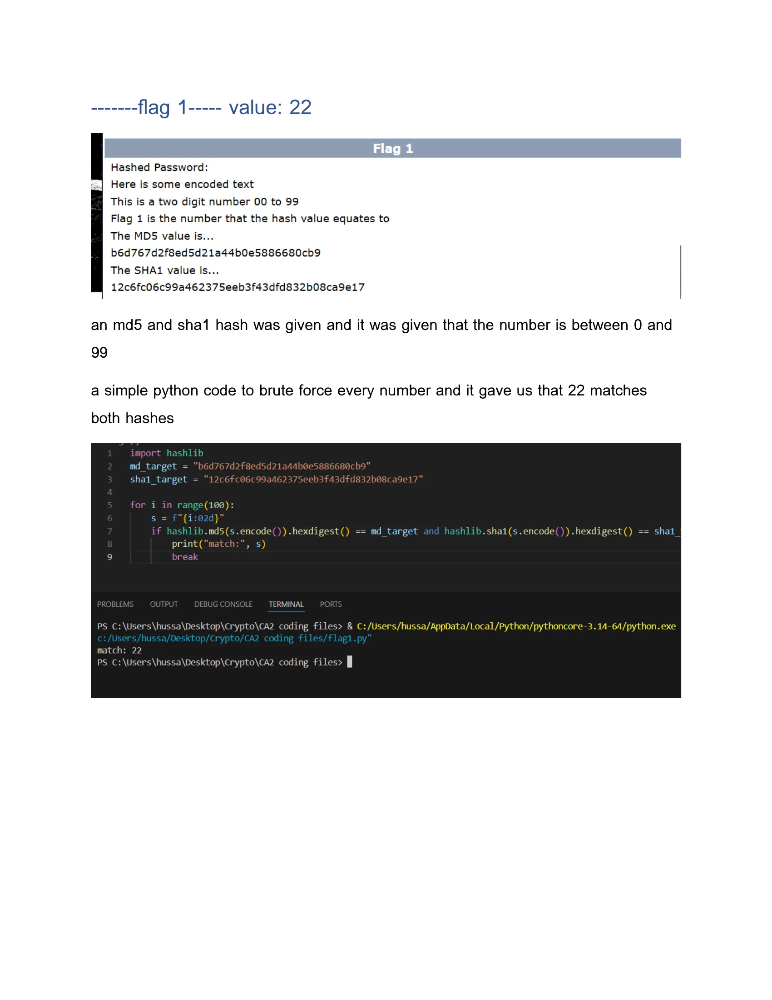 -------flag 1----- value: 22
Flag 1
Hashed Password:
Here is some encoded text
This is a two digit number 00 to 99
Flag 1 is the number that the hash value equates to
The MD5 value is...
b6d767d2f8ed5d21a44b0e5886680cb9
The SHA1 value is...
12c6fc06c99a462375eeb3f43dfd832b08ca9e17
an md5 and sha1 hash was given and it was given that the number is between 0 and
99
a simple python code to brute force every number and it gave us that 22 matches
both hashes
1 import hashlib
2 md_target = "b6d767d2f8ed5d21a44b0e5886680cb9"
3 sha1_target = "12c6fc06c99a462375eeb3f43dfd832b08ca9e17"
4
5 for i in range(100):
6 s = f"{i:02d}"
7 if hashlib.md5(s.encode()).hexdigest() == md_target and hashlib.sha1(s.encode()).hexdigest() == sha1_
8 print("match:", s)
9 break
PROBLEMS OUTPUT DEBUG CONSOLE TERMINAL PORTS
PS C:\Users\hussa\Desktop\Crypto\CA2 coding files> & C:/Users/hussa/AppData/Local/Python/pythoncore-3.14-64/python.exe
c:/Users/hussa/Desktop/Crypto/CA2 coding files/flag1.py"
match: 22
PS C:\Users\hussa\Desktop\Crypto\CA2 coding files>